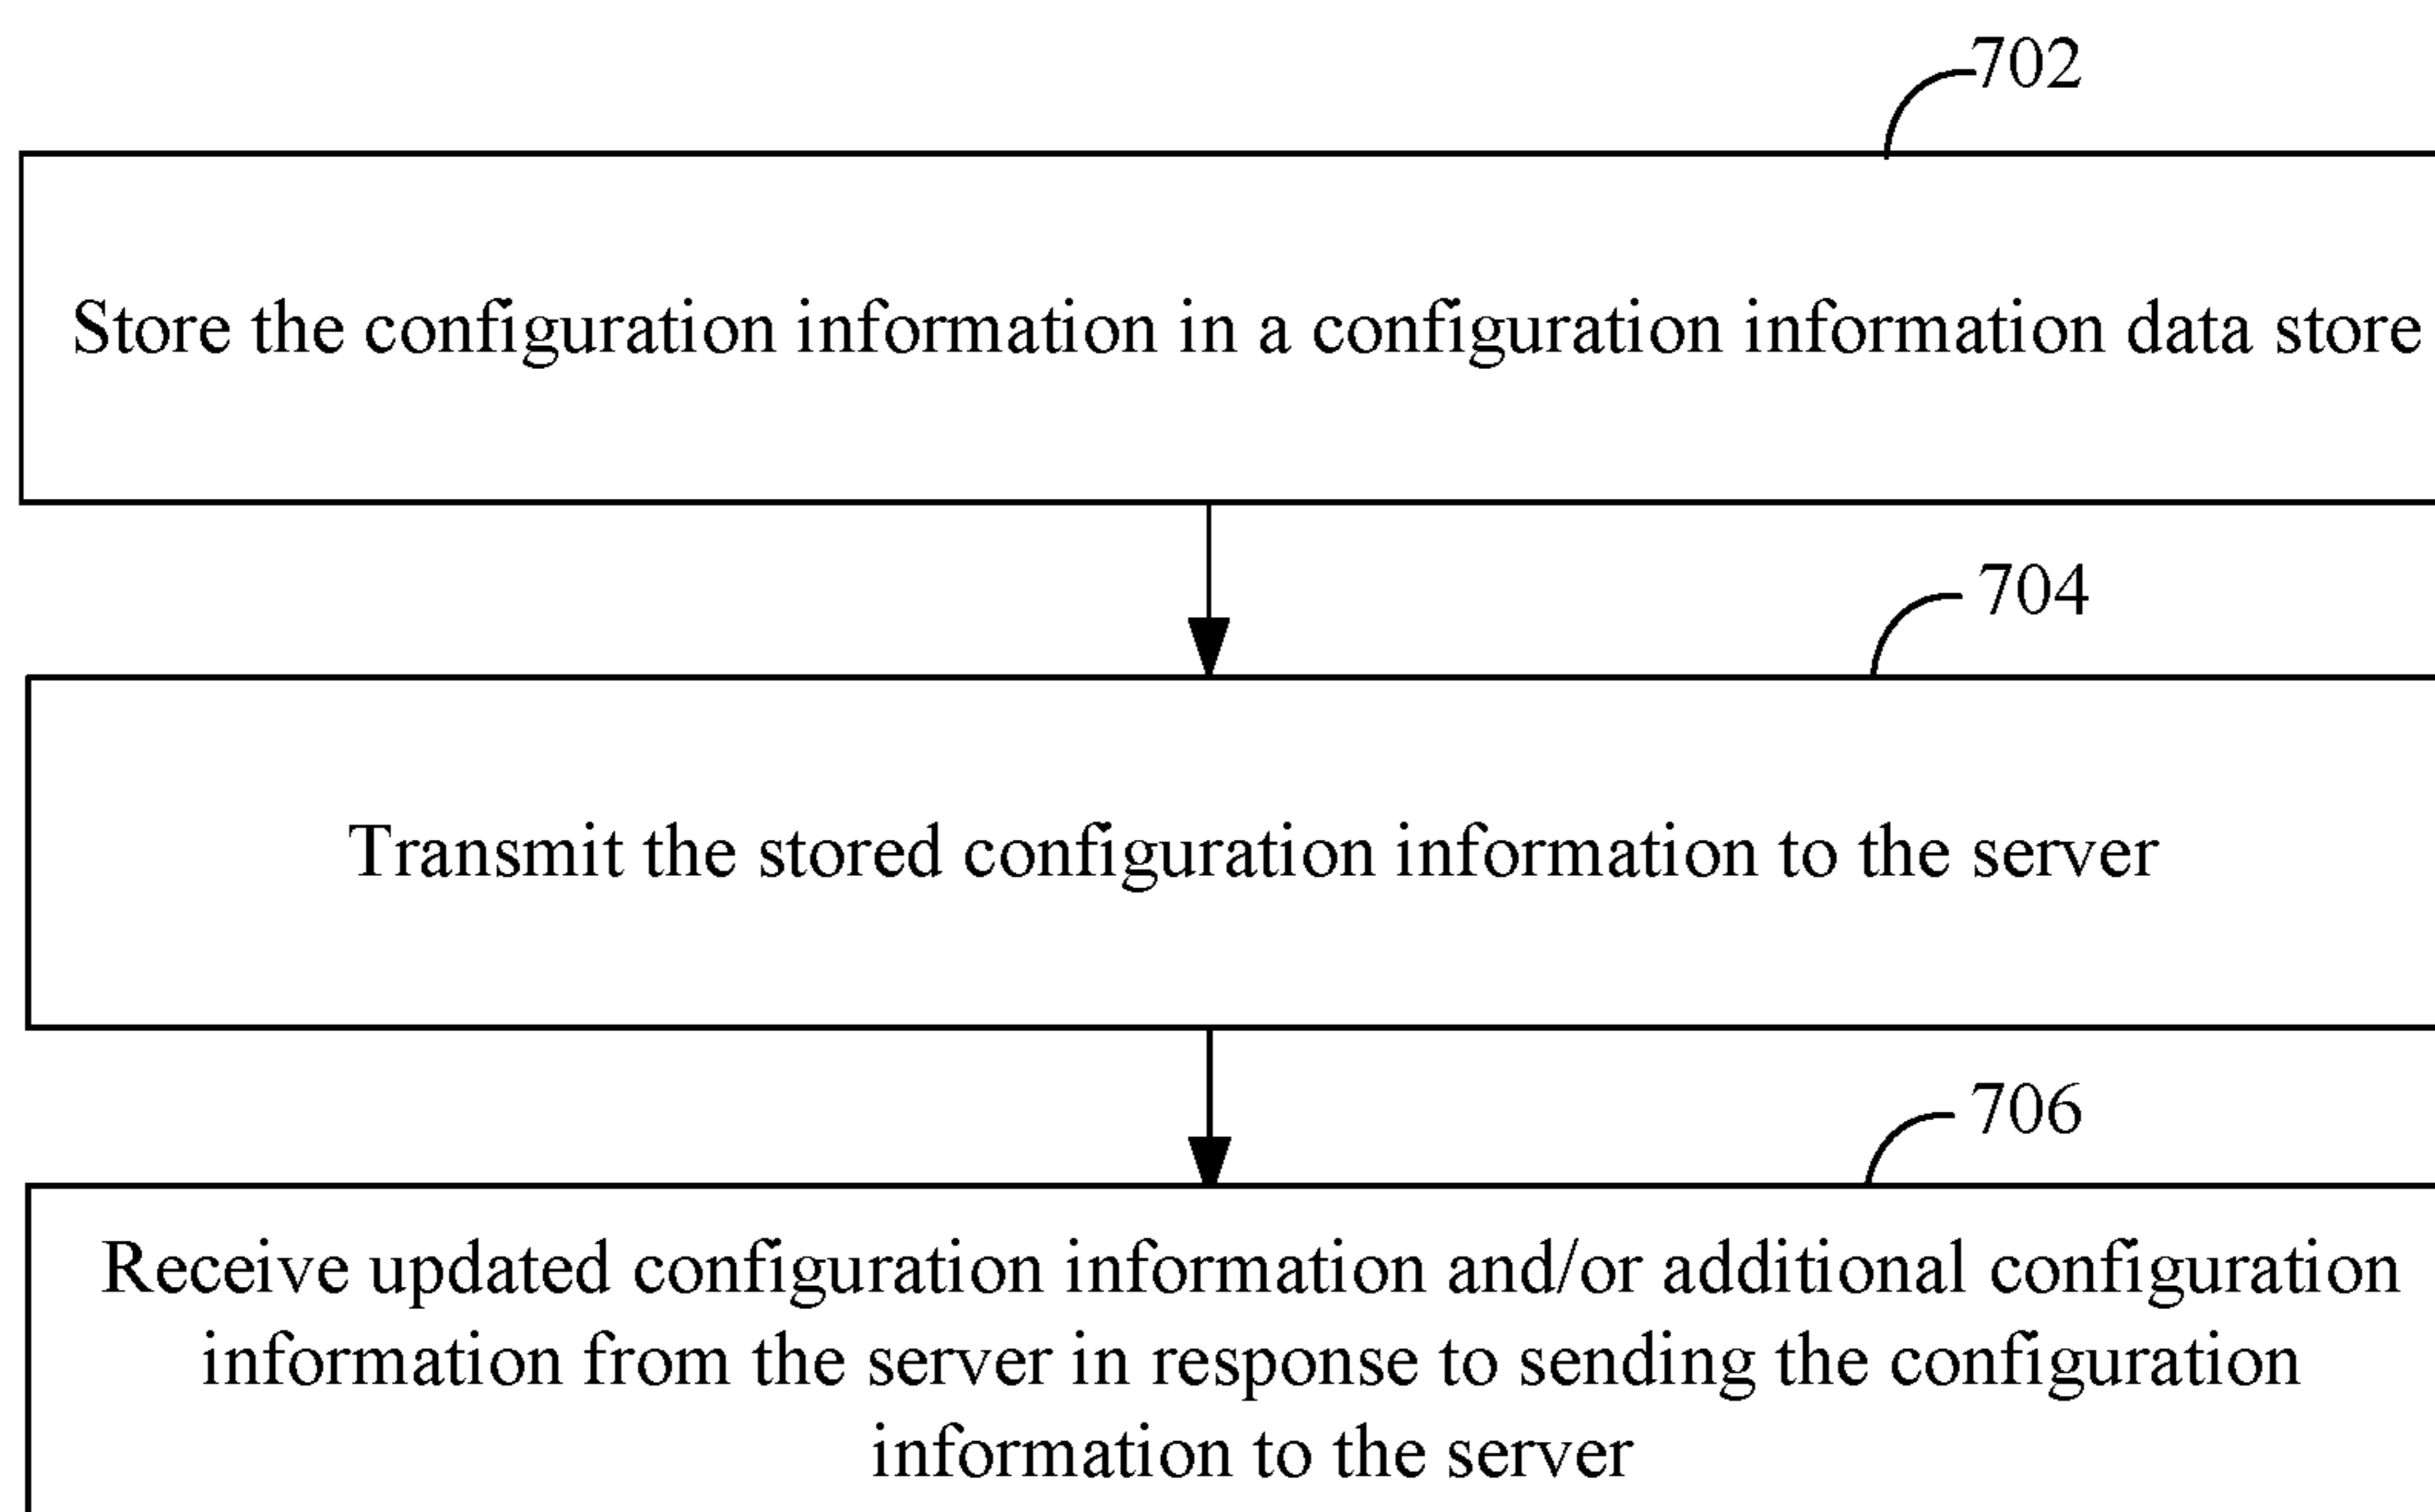 702
Store the configuration information in a configuration information data store
704
Transmit the stored configuration information to the server
706
Receive updated configuration information and/or additional configuration
information from the server in response to sending the configuration
information to the server